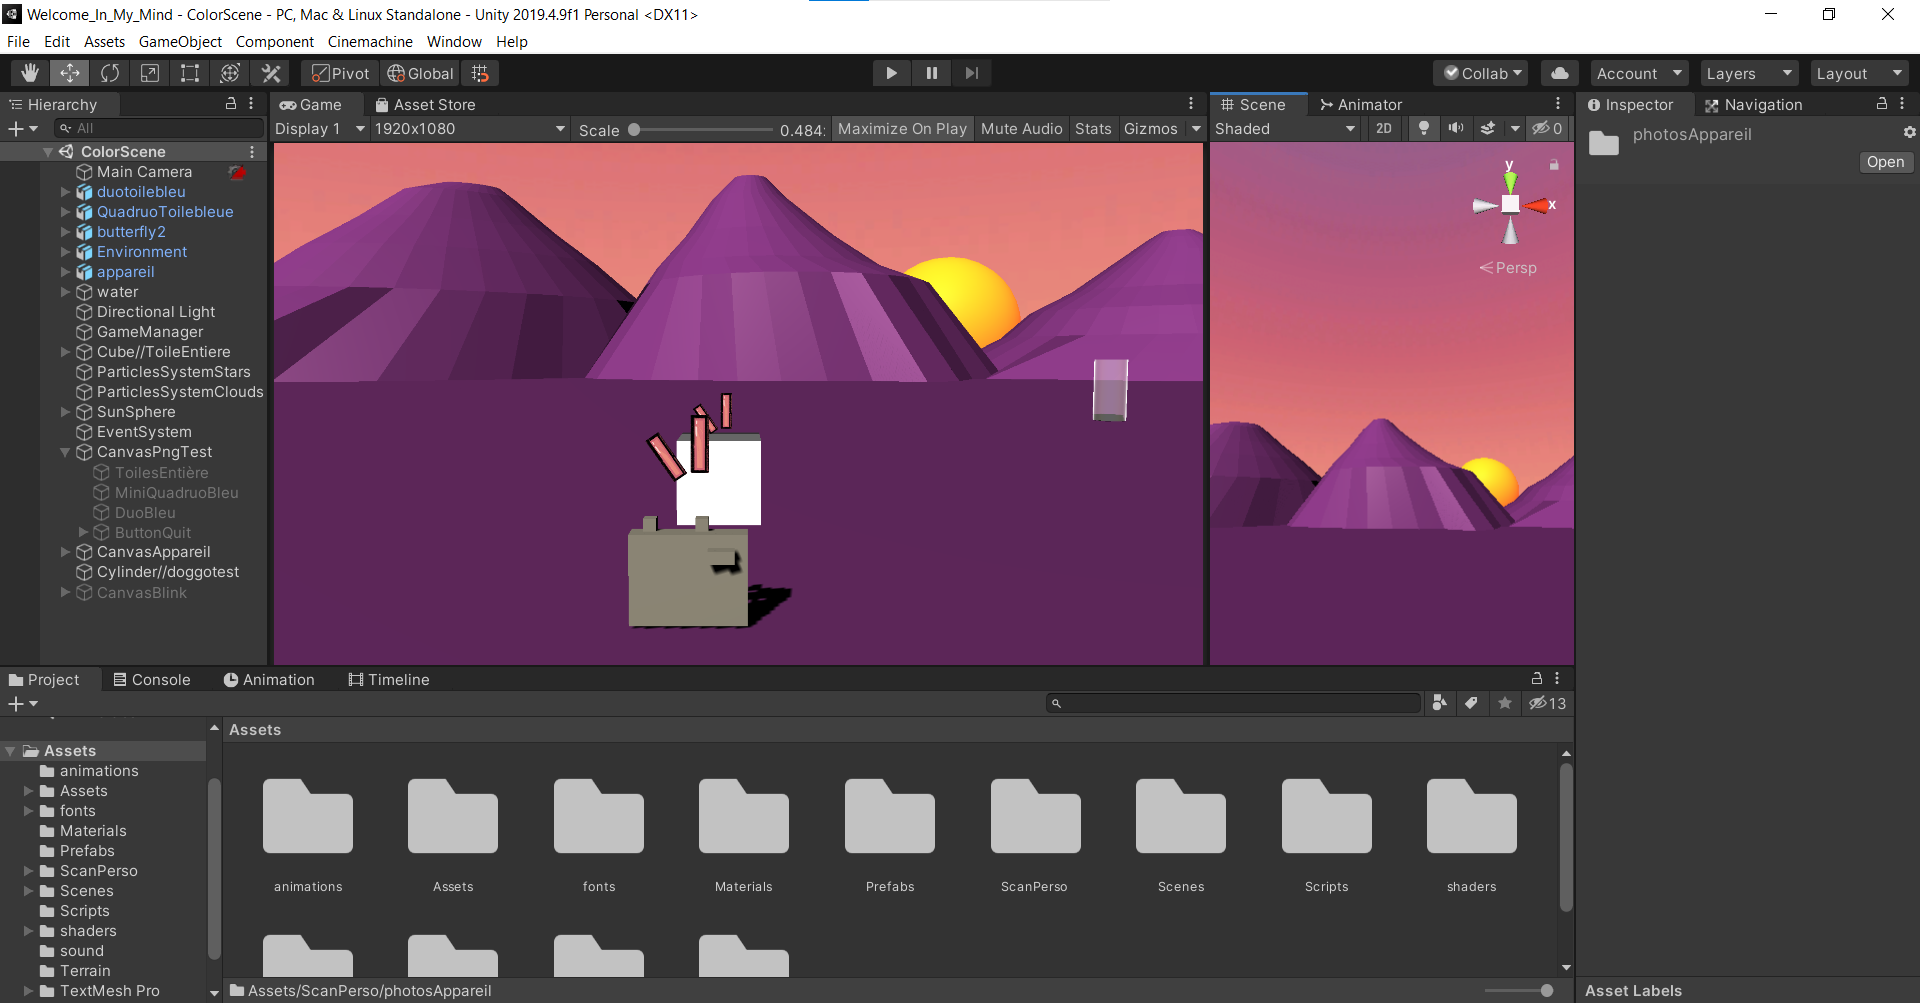 Welcome_In_My_Mind - ColorScene - PC, Mac & Linux Standalone - Unity 2019.4.9f1 Personal <DX11>
File Edit Assets GameObject Component Cinemachine Window Help
Pivot Global Collab Account Layers Layout
Hierarchy
All
ColorScene
Main Camera
duotoilebleu
QuadruoToilebleue
butterfly2
Environment
appareil
water
Directional Light
GameManager
Cube//ToileEntiere
ParticlesSystemStars
ParticlesSystemClouds
SunSphere
EventSystem
CanvasPngTest
ToilesEntière
MiniQuadruoBleu
DuoBleu
ButtonQuit
CanvasAppareil
Cylinder//doggotest
CanvasBlink
Game Asset Store
Display 1 1920x1080 Scale 0.484 Maximize On Play Mute Audio Stats Gizmos
Scene Animator
Shaded 2D 0
y
x
Persp
Inspector Navigation
photosAppareil
Open
Project Console Animation Timeline
13
Assets
animations
Assets
fonts
Materials
Prefabs
ScanPerso
Scenes
Scripts
shaders
sound
Terrain
TextMesh Pro
Assets
animations Assets fonts Materials Prefabs ScanPerso Scenes Scripts shaders
Assets/ScanPerso/photosAppareil
Asset Labels